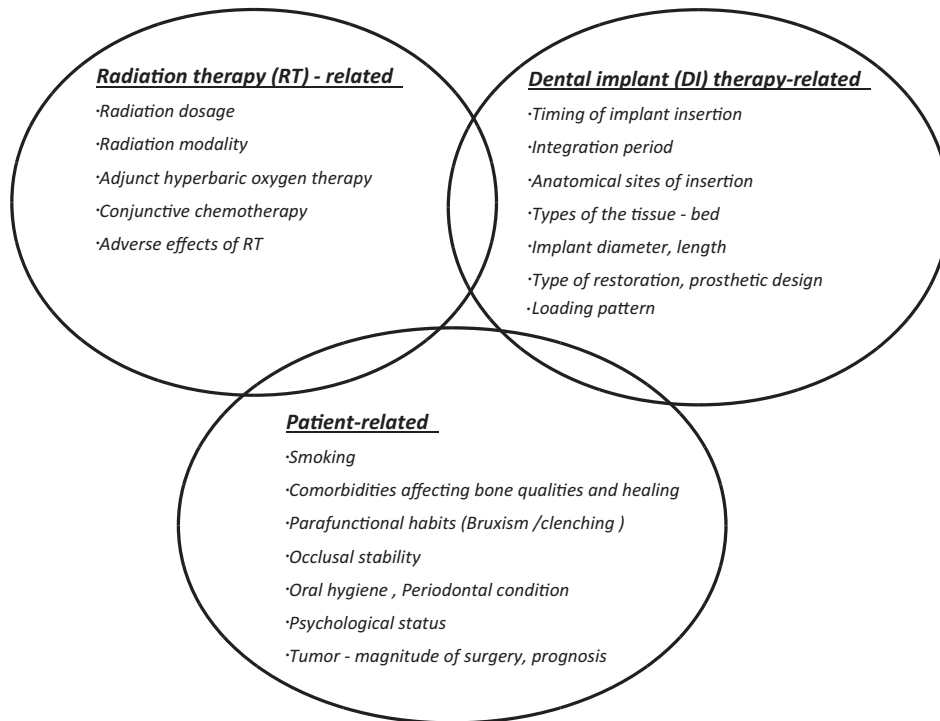 Radiation therapy (RT) - related
·Radiation dosage
·Radiation modality
·Adjunct hyperbaric oxygen therapy
·Conjunctive chemotherapy
·Adverse effects of RT
Dental implant (DI) therapy-related
·Timing of implant insertion
·Integration period
·Anatomical sites of insertion
·Types of the tissue - bed
·Implant diameter, length
·Type of restoration, prosthetic design
·Loading pattern
Patient-related
·Smoking
·Comorbidities affecting bone qualities and healing
·Parafunctional habits (Bruxism /clenching )
·Occlusal stability
·Oral hygiene , Periodontal condition
·Psychological status
·Tumor - magnitude of surgery, prognosis